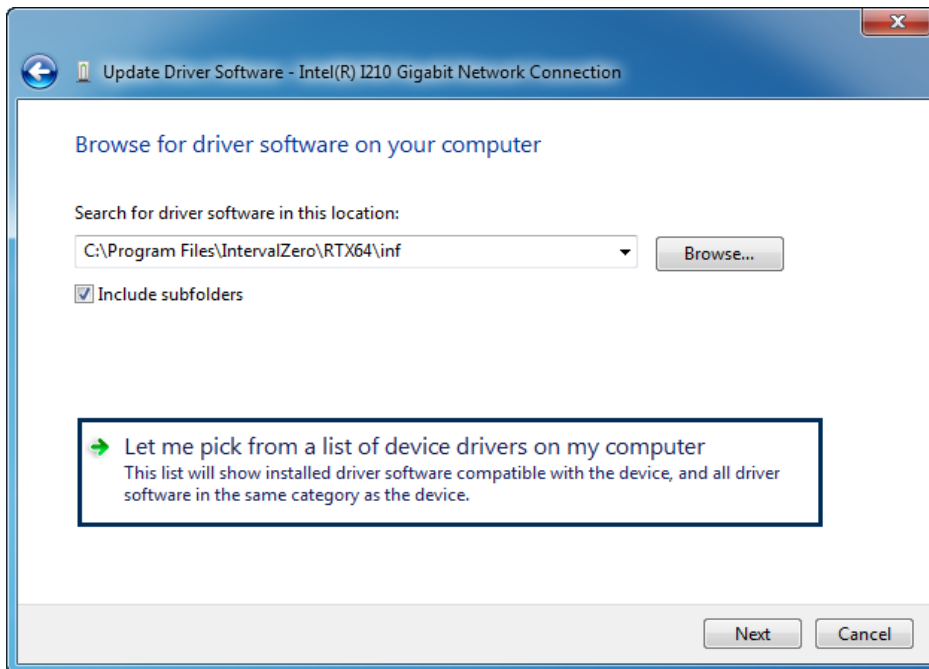 Update Driver Software - Intel(R) I210 Gigabit Network Connection
Browse for driver software on your computer
Search for driver software in this location:
C:\Program Files\IntervalZero\RTX64\inf
Browse...
Include subfolders
Let me pick from a list of device drivers on my computer
This list will show installed driver software compatible with the device, and all driver
software in the same category as the device.
Next
Cancel